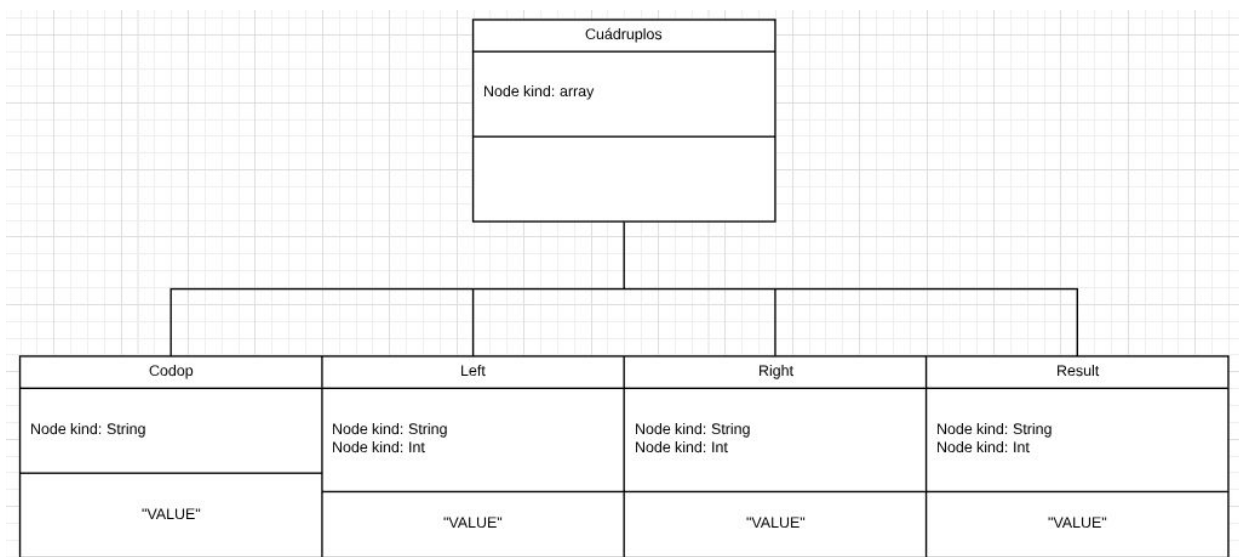 Cuádruplos
Node kind: array
Codop
Left
Right
Result
Node kind: String
Node kind: String
Node kind: Int
Node kind: String
Node kind: Int
Node kind: String
Node kind: Int
"VALUE"
"VALUE"
"VALUE"
"VALUE"